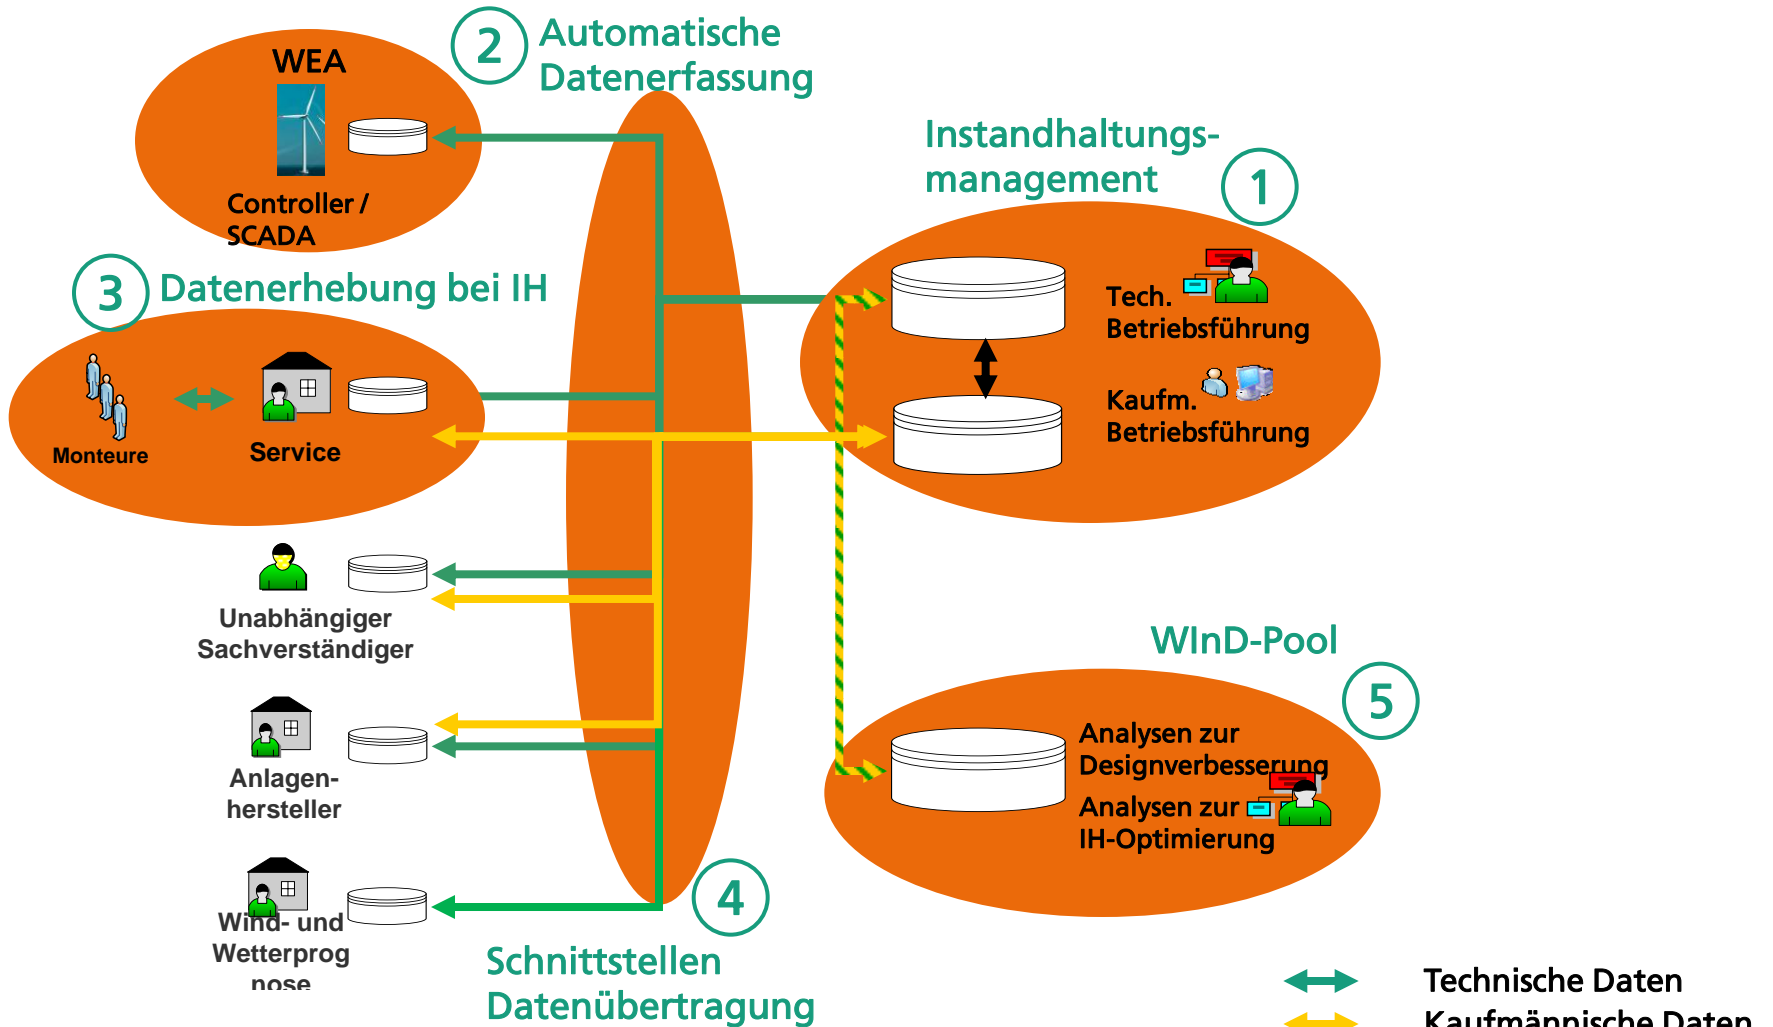 2
Automatische
Datenerfassung
WEA
Controller /
SCADA
Instandhaltungs-
management
1
Tech.
Betriebsführung
Kaufm.
Betriebsführung
3
Datenerhebung bei IH
Monteure
Service
Unabhängiger
Sachverständiger
Anlagen-
hersteller
Wind- und
Wetterprog
nose
4
Schnittstellen
Datenübertragung
WInD-Pool
5
Analysen zur
Designverbesserung
Analysen zur
IH-Optimierung
Technische Daten
Kaufmännische Daten